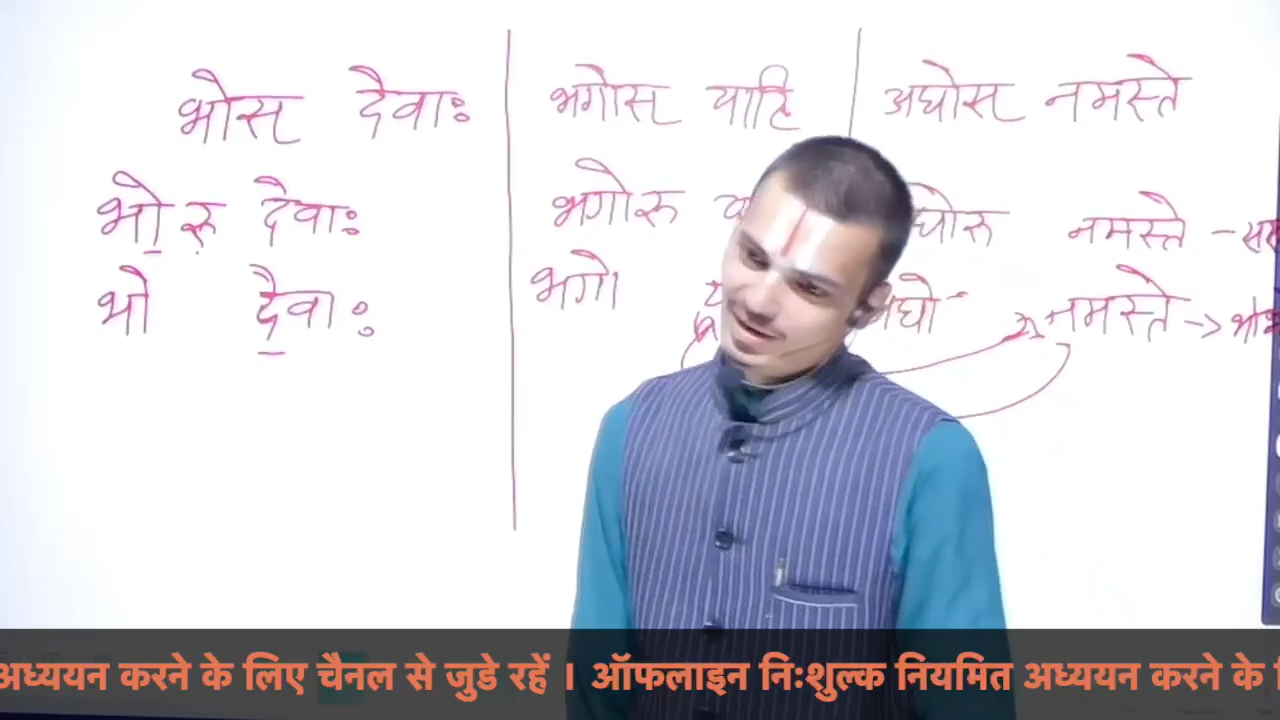 भोस् देवाः भगोस् याहि अघोस् नमस्ते
भो रु देवाः भगोरु नमस्ते –
भो देवाः भगो नमस्ते →
अध्ययन करने के लिए चैनल से जुडे रहें । ऑफलाइन निःशुल्क नियमित अध्ययन करने के